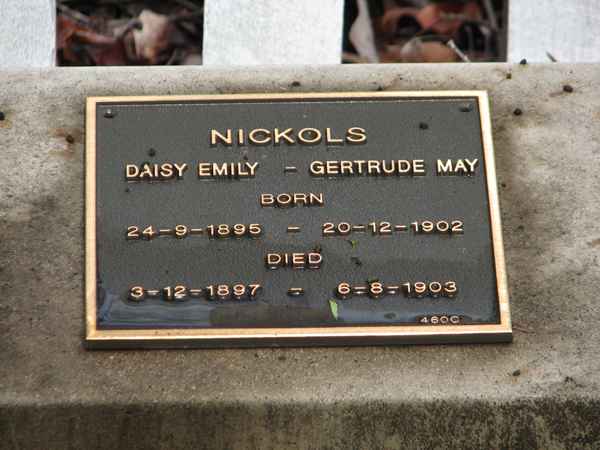 NICKOLS
DAISY EMILY – GERTRUDE MAY
BORN
24-9-1895 – 20-12-1902
DIED
3-12-1897 – 6-8-1903
460C